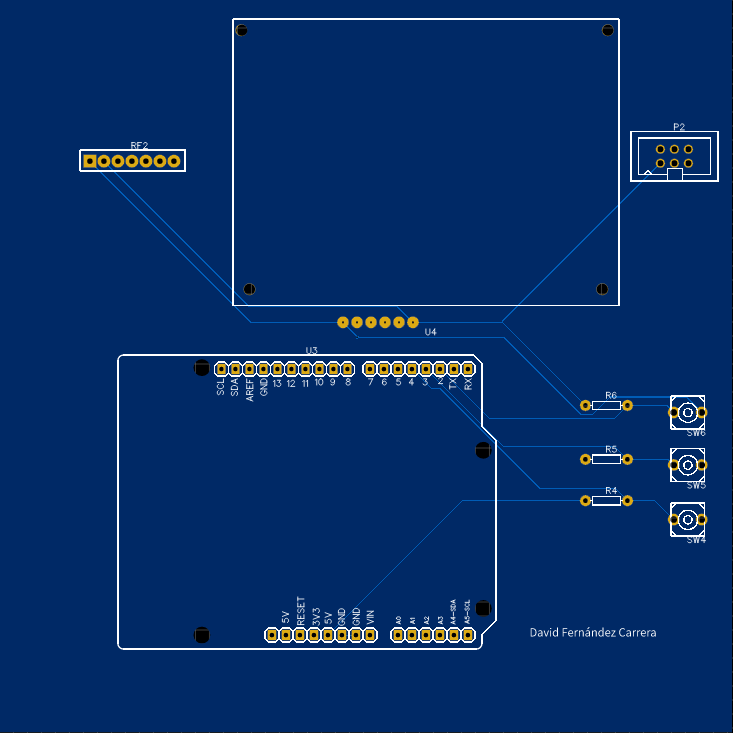 RF2
P2
U4
U3
SCL
SDA
AREF
GND
13
12
11
10
9
8
7
6
5
4
3
2
TX
RX
R6
SW6
R5
SW5
R4
SW4
5V
RESET
3V3
5V
GND
GND
VIN
A0
A1
A2
A3
A4-SDA
A5-SCL
David Fernández Carrera